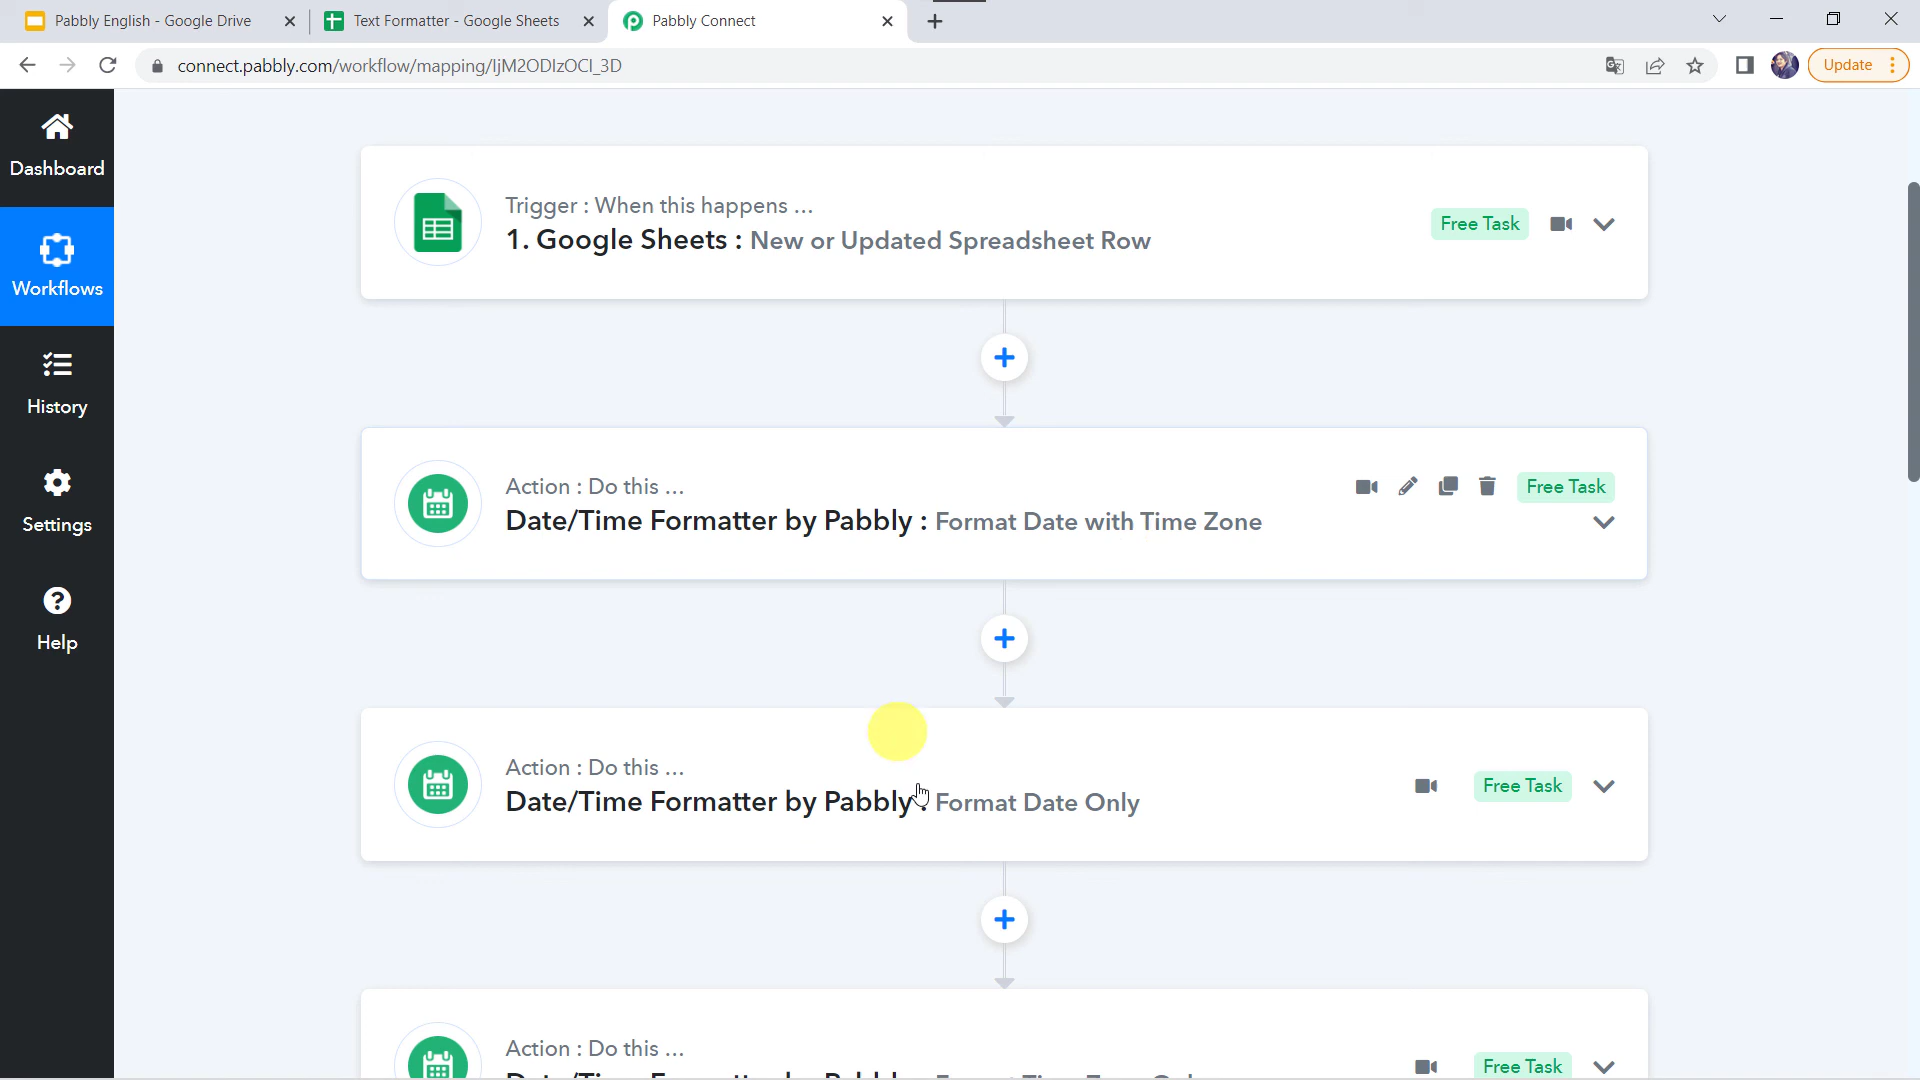 Pabbly English - Google Drive
Text Formatter - Google Sheets
Pabbly Connect
connect.pabbly.com/workflow/mapping/IjM2ODIzOCI_3D
Update
Dashboard
Workflows
History
Settings
Help
Trigger : When this happens ...
1. Google Sheets : New or Updated Spreadsheet Row
Free Task
Action : Do this ...
Date/Time Formatter by Pabbly : Format Date with Time Zone
Free Task
Action : Do this ...
Date/Time Formatter by Pabbly : Format Date Only
Free Task
Action : Do this ...
Free Task